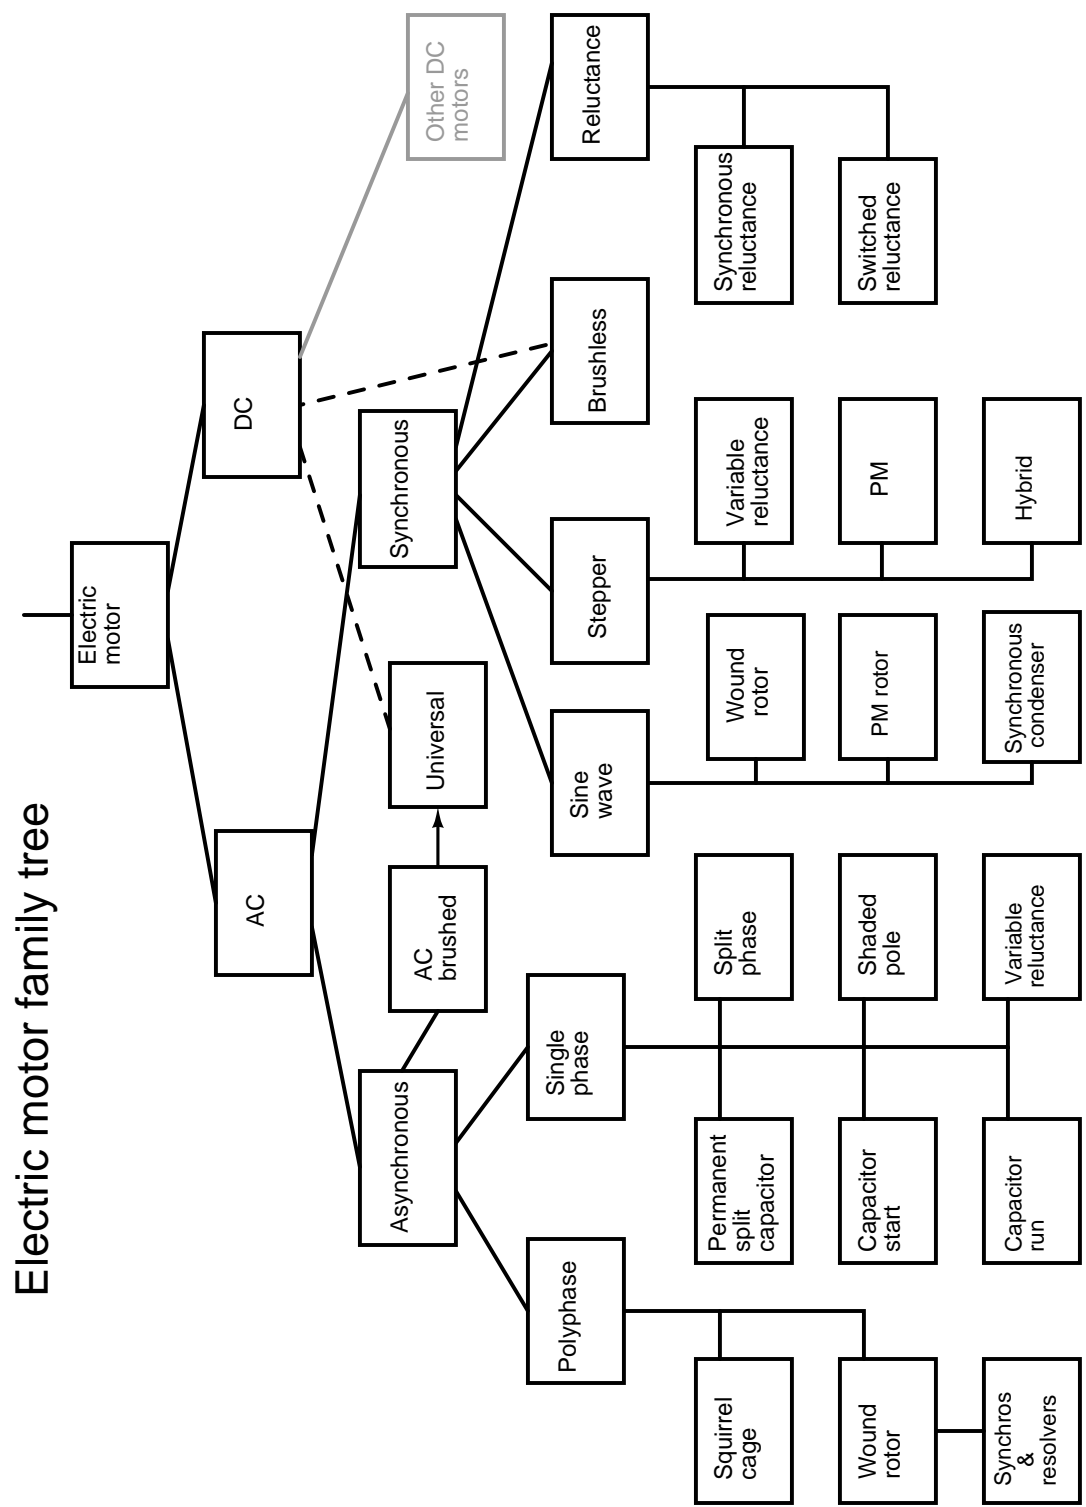 Electric motor family tree
Electric
motor
AC
DC
Asynchronous
AC
brushed
Universal
Synchronous
Other DC
motors
Polyphase
Single
phase
Sine
wave
Stepper
Brushless
Reluctance
Squirrel
cage
Permanent
split
capacitor
Split
phase
Wound
rotor
Variable
reluctance
Synchronous
reluctance
Wound
rotor
Capacitor
start
Shaded
pole
PM rotor
PM
Switched
reluctance
Synchros
&
resolvers
Capacitor
run
Variable
reluctance
Synchronous
condenser
Hybrid